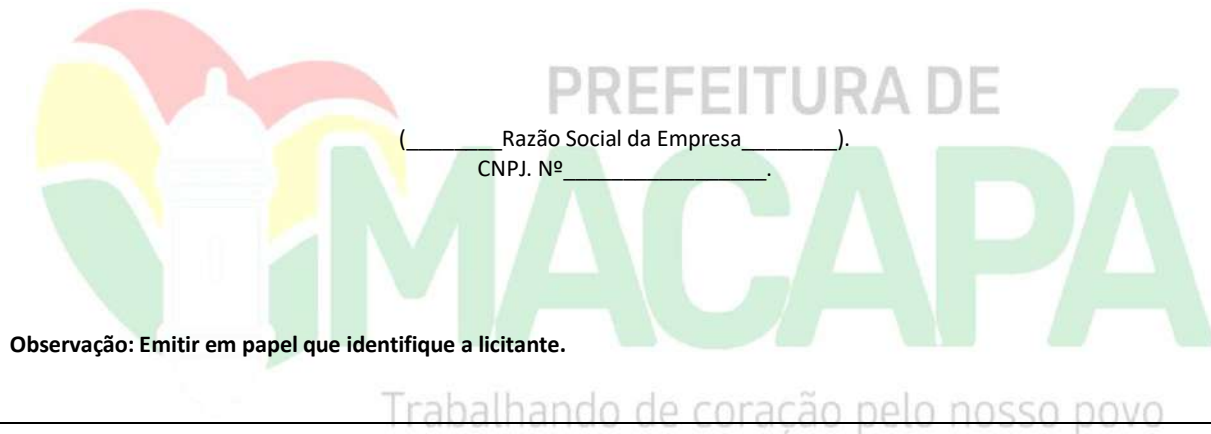 PREFEITURA DE
MACAPÁ
(________Razão Social da Empresa________).
CNPJ. Nº_________________.
Observação: Emitir em papel que identifique a licitante.
Trabalhando de coração pelo nosso povo